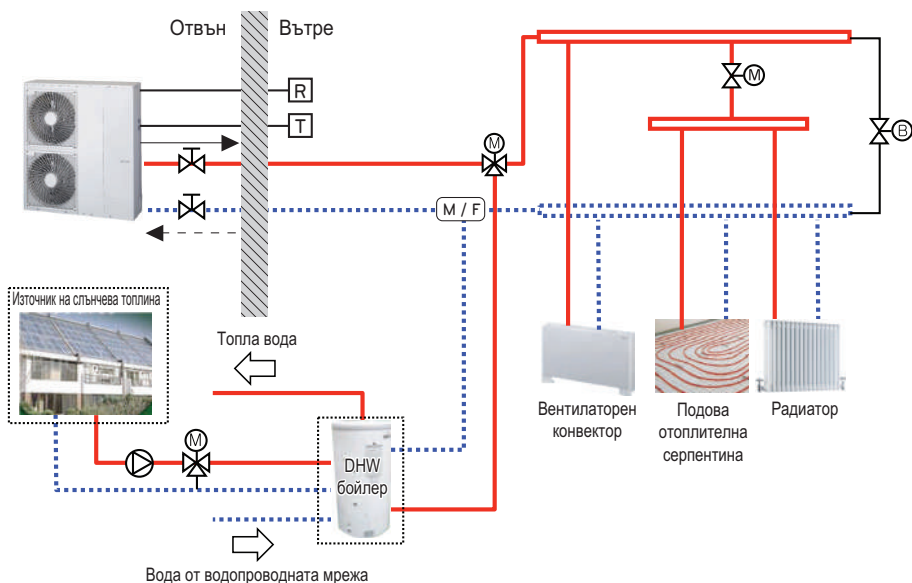 Отвън
Вътре
R
T
M
M
B
M / F
Източник на слънчева топлина
Топла вода
M
DHW
бойлер
Вода от водопроводната мрежа
Вентилаторен
конвектор
Подова
отоплителна
серпентина
Радиатор